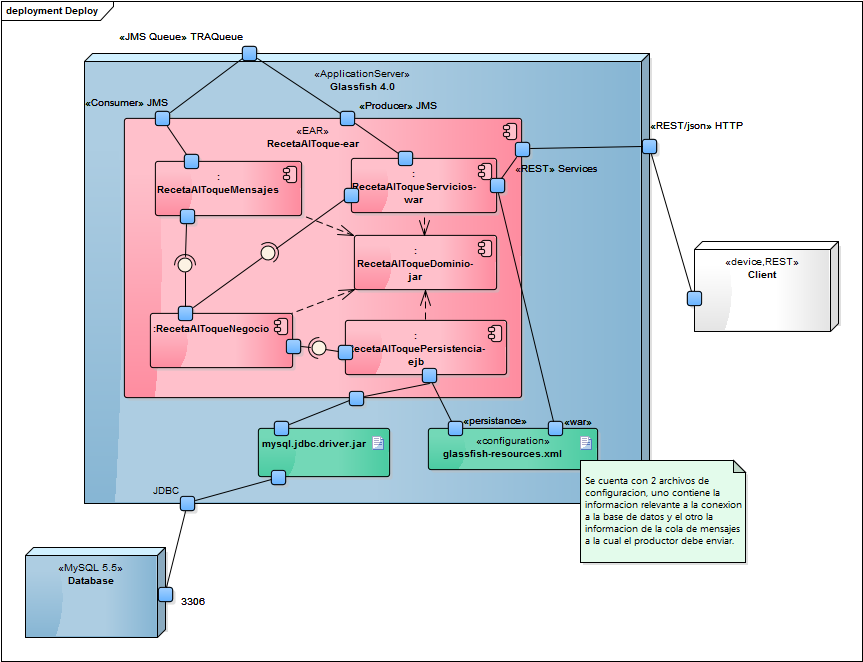 deployment Deploy
«JMS Queue» TRAQueue
«ApplicationServer»
Glassfish 4.0
«Consumer» JMS
«Producer» JMS
«EAR»
RecetaAlToque-ear
«REST/json» HTTP
«REST» Services
:
RecetaAlToqueMensajes
:
RecetaAlToqueServicios-
war
:
RecetaAlToqueDominio-
jar
«device,REST»
Client
:RecetaAlToqueNegocio
:
ecetaAlToquePersistencia-
ejb
«persistance»
«war»
mysql.jdbc.driver.jar
«configuration»
glassfish-resources.xml
Se cuenta con 2 archivos de
configuracion, uno contiene la
informacion relevante a la conexion
a la base de datos y el otro la
informacion de la cola de mensajes
a la cual el productor debe enviar.
JDBC
«MySQL 5.5»
Database
3306